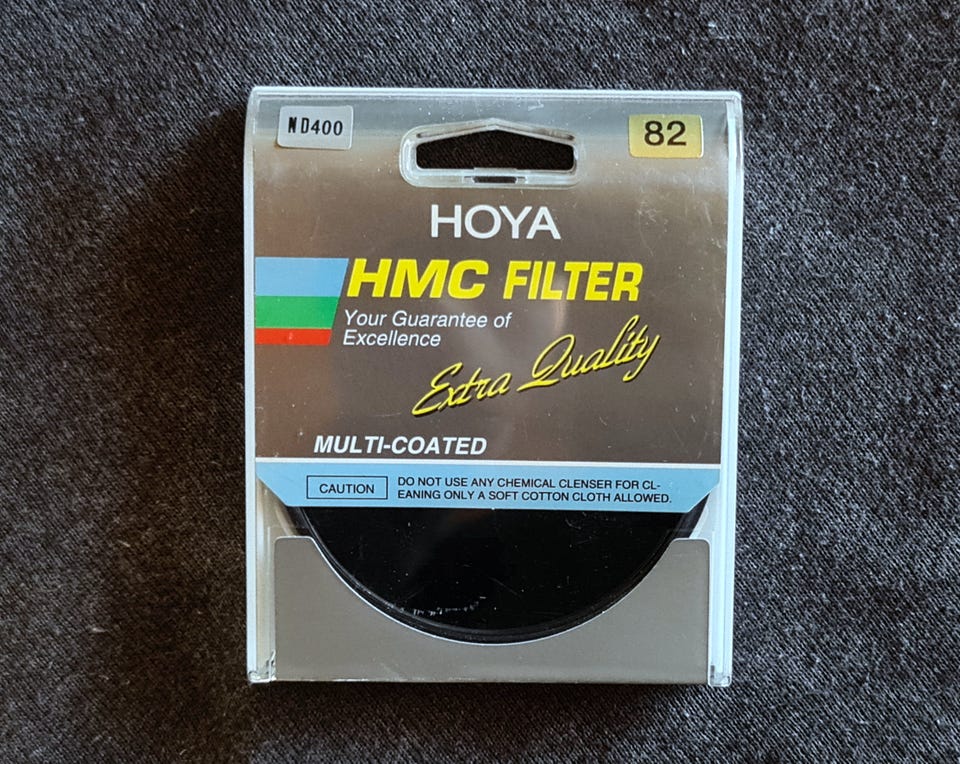 ND400
82
HOYA
HMC FILTER
Your Guarantee of
Excellence
Extra Quality
MULTI-COATED
CAUTION
DO NOT USE ANY CHEMICAL CLENSER FOR CL-
EANING ONLY A SOFT COTTON CLOTH ALLOWED.